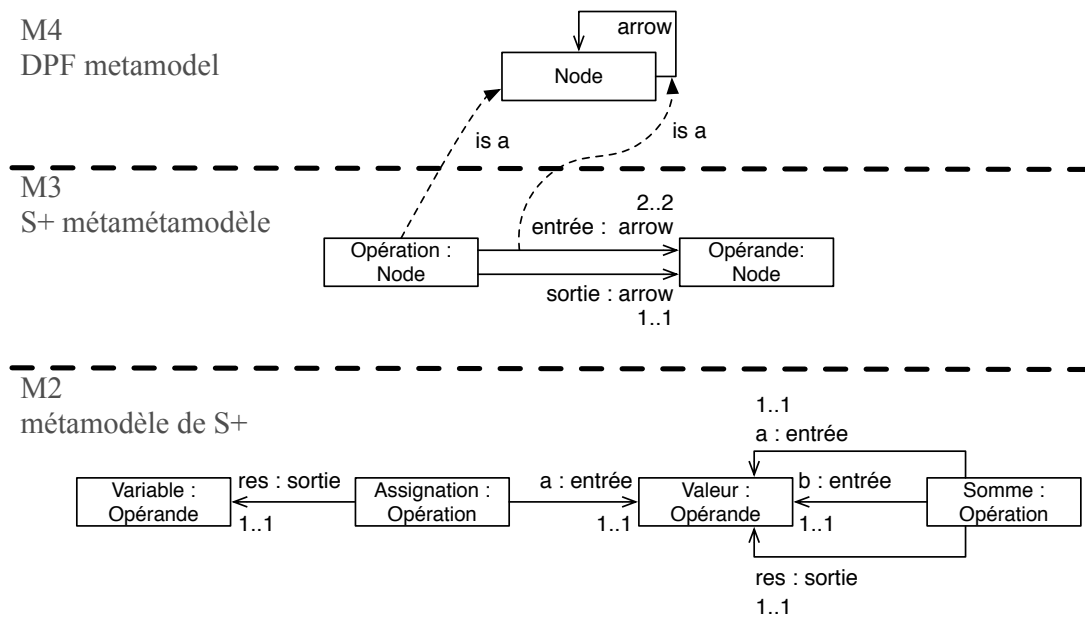 M4
DPF metamodel
arrow
Node
is a
is a
M3
S+ métamétamodèle
2..2
entrée : arrow
Opération :
Node
Opérande:
Node
sortie : arrow
1..1
M2
métamodèle de S+
1..1
a : entrée
res : sortie
a : entrée
b : entrée
Variable :
Opérande
Assignation :
Opération
Valeur :
Opérande
Somme :
Opération
1..1
1..1
1..1
res : sortie
1..1